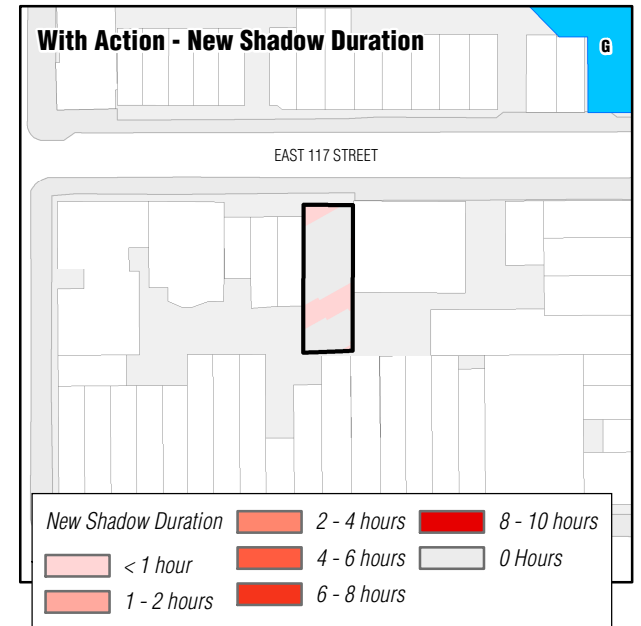 With Action - New Shadow Duration
G
EAST 117 STREET
New Shadow Duration
< 1 hour
1 - 2 hours
2 - 4 hours
4 - 6 hours
6 - 8 hours
8 - 10 hours
0 Hours